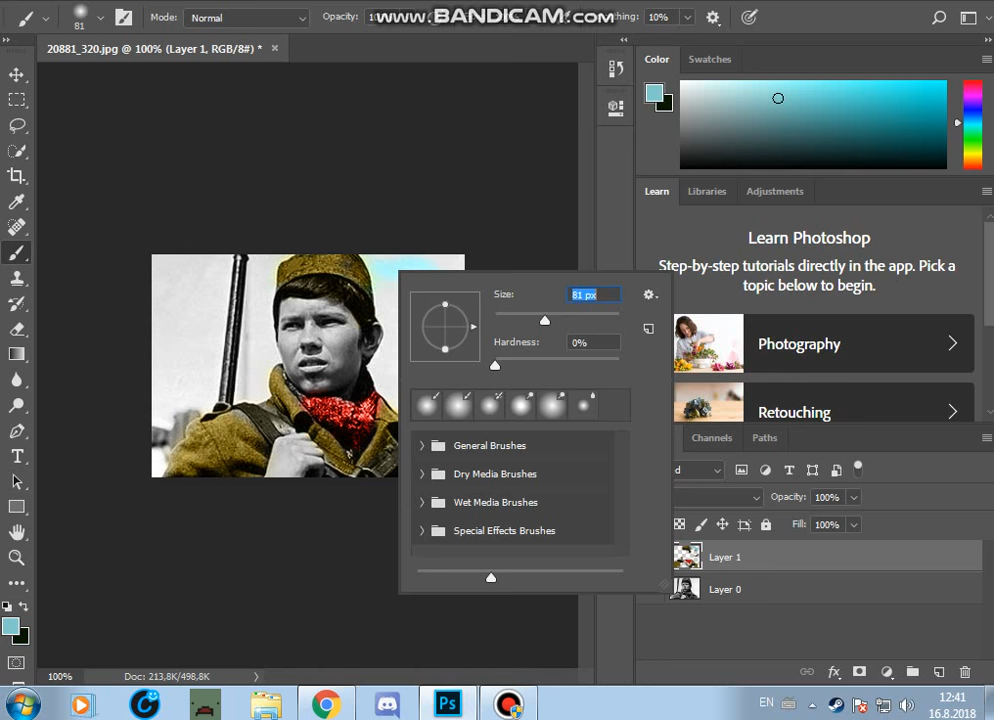 81
Mode:
Normal
Opacity:
www.BANDICAM.com
10%
20881_320.jpg @ 100% (Layer 1, RGB/8#) *
Color
Swatches
Learn
Libraries
Adjustments
Learn Photoshop
Step-by-step tutorials directly in the app. Pick a
topic below to begin.
Photography
Retouching
Size:
81 px
Hardness:
0%
General Brushes
Dry Media Brushes
Wet Media Brushes
Special Effects Brushes
Channels
Paths
Opacity:
100%
Fill:
100%
Layer 1
Layer 0
100%
Doc: 213,8K/498,8K
Ps
EN
12:41
16.8.2018